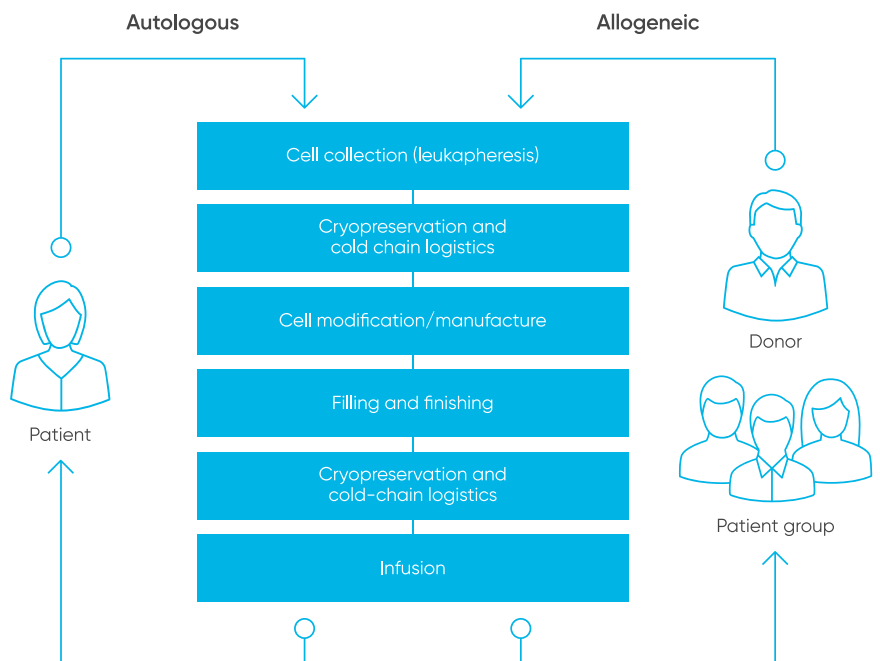 Autologous
Allogeneic
Cell collection (leukapheresis)
Cryopreservation and
cold chain logistics
Cell modification/manufacture
Donor
Filling and finishing
Patient
Cryopreservation and
cold-chain logistics
Patient group
Infusion